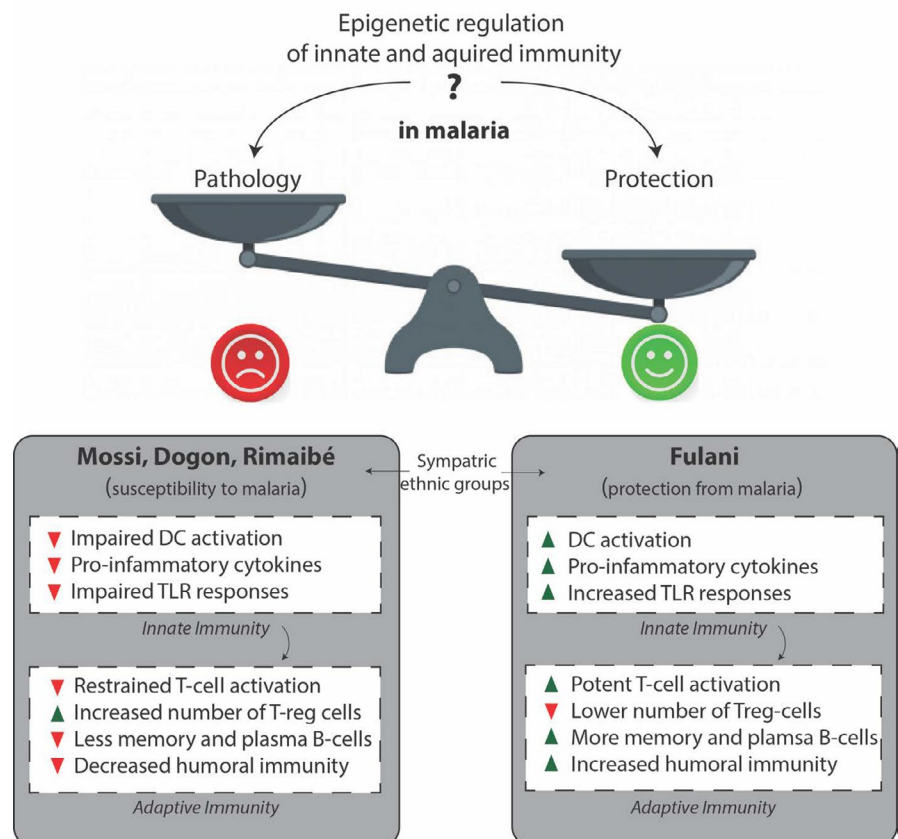 Epigenetic regulation
of innate and aquired immunity
?
in malaria
Pathology
Protection
Mossi, Dogon, Rimaibé
(susceptibility to malaria)
Impaired DC activation
Pro-infammatory cytokines
Impaired TLR responses
Innate Immunity
Restrained T-cell activation
Increased number of T-reg cells
Less memory and plasma B-cells
Decreased humoral immunity
Adaptive Immunity
Sympatric
ethnic groups
Fulani
(protection from malaria)
DC activation
Pro-infammatory cytokines
Increased TLR responses
Innate Immunity
Potent T-cell activation
Lower number of Treg-cells
More memory and plamsa B-cells
Increased humoral immunity
Adaptive Immunity